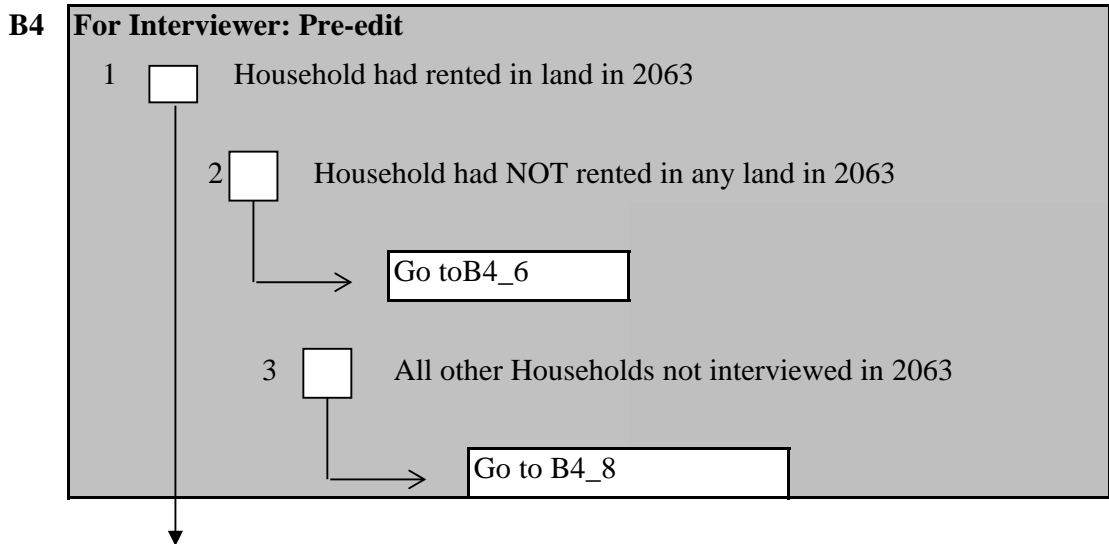 B4 For Interviewer: Pre-edit
1 Household had rented in land in 2063
2 Household had NOT rented in any land in 2063
Go toB4_6
3 All other Households not interviewed in 2063
Go to B4_8